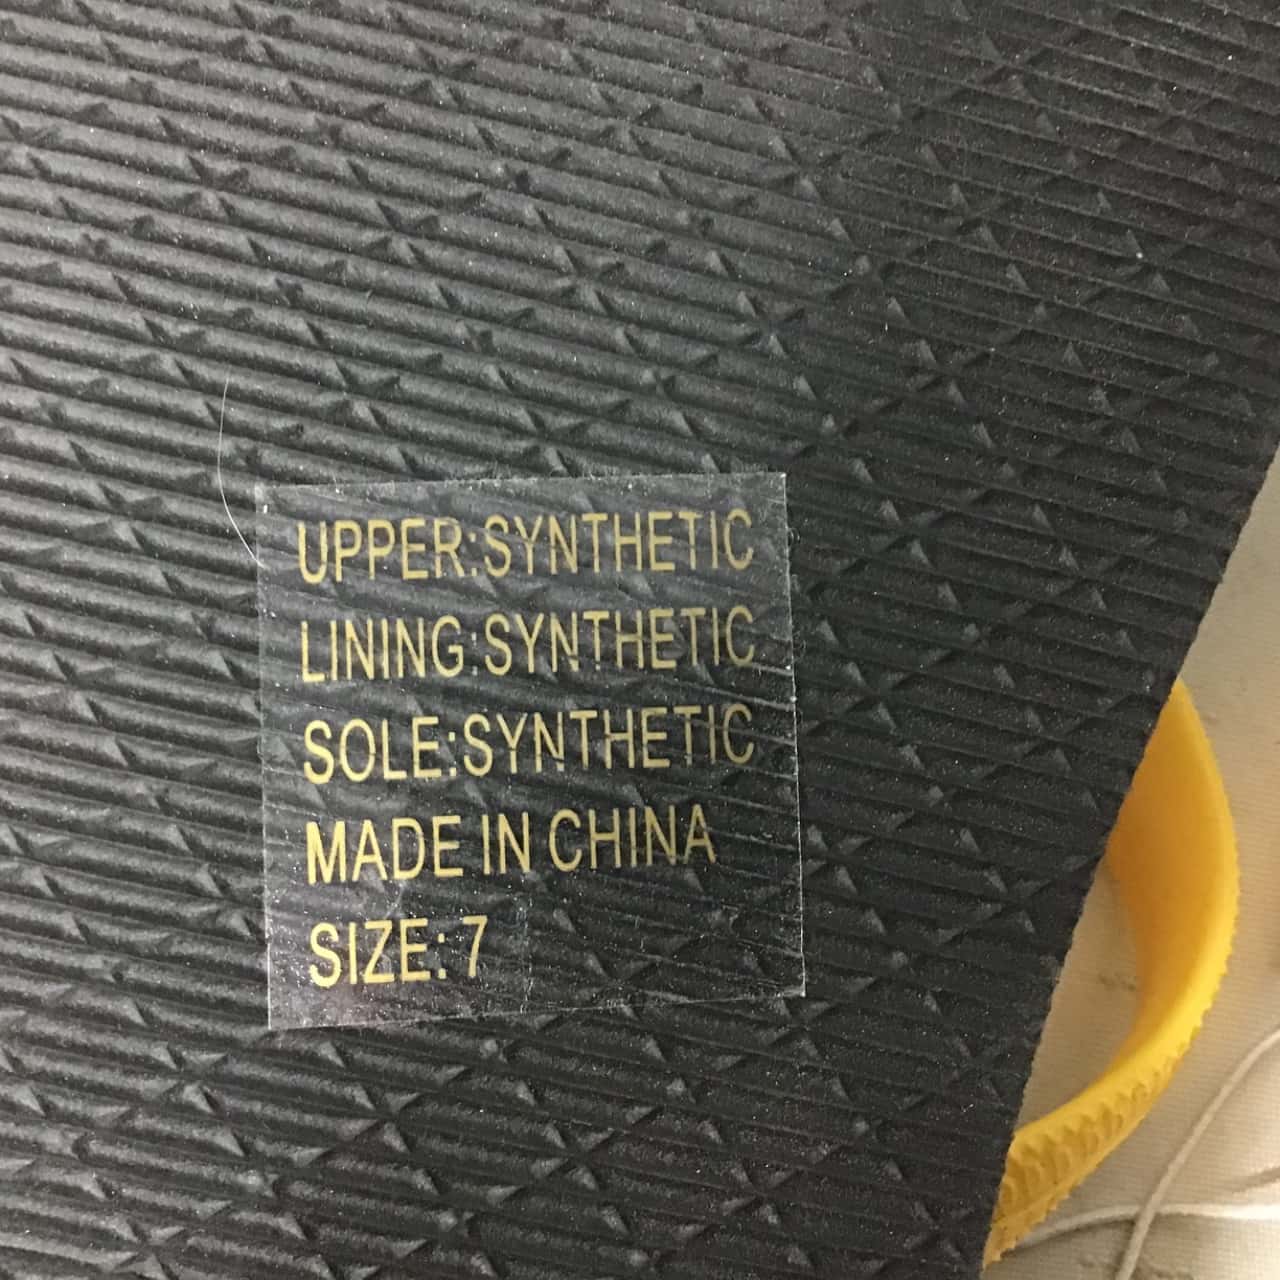 UPPER:SYNTHETIC
LINING:SYNTHETIC
SOLE:SYNTHETIC
MADE IN CHINA
SIZE: 7